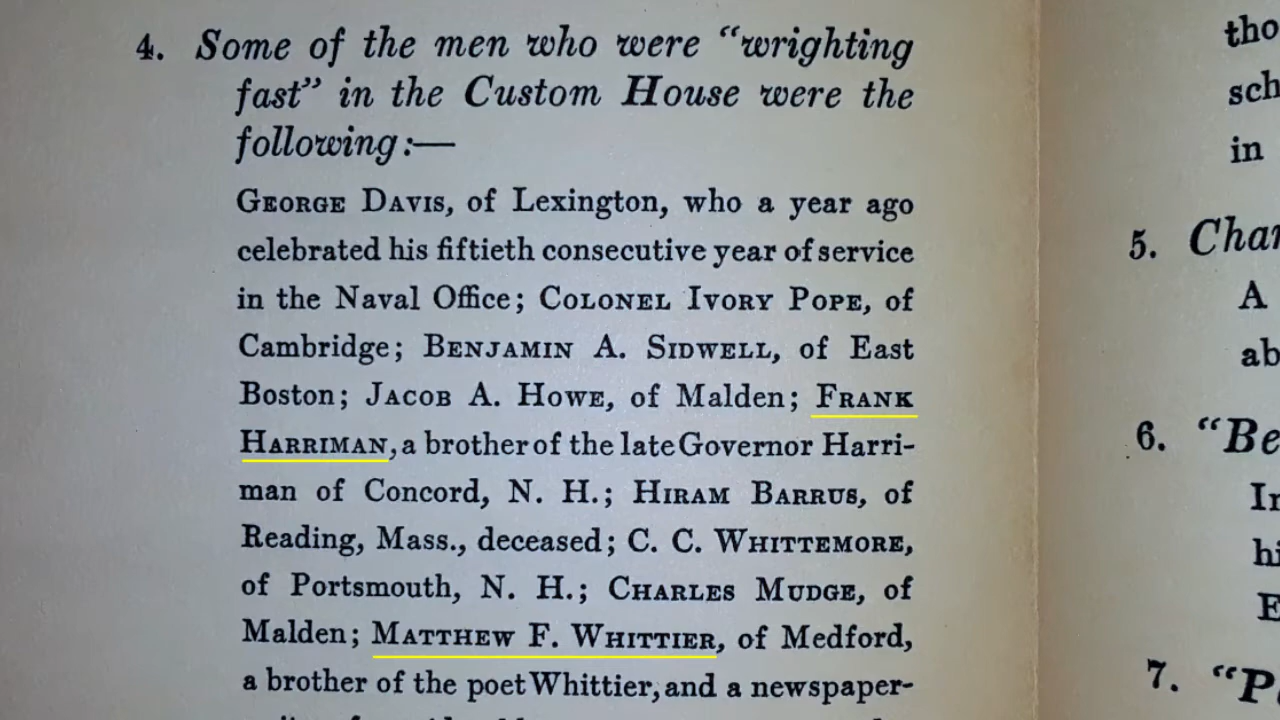 4. Some of the men who were “wrighting
fast” in the Custom House were the
following:—
GEORGE DAVIS, of Lexington, who a year ago
celebrated his fiftieth consecutive year of service
in the Naval Office; COLONEL IVORY POPE, of
Cambridge; BENJAMIN A. SIDWELL, of East
Boston; JACOB A. HOWE, of Malden; FRANK
HARRIMAN, a brother of the late Governor Harri-
man of Concord, N. H.; HIRAM BARRUS, of
Reading, Mass., deceased; C. C. WHITTEMORE,
of Portsmouth, N. H.; CHARLES MUDGE, of
Malden; MATTHEW F. WHITTIER, of Medford,
a brother of the poet Whittier, and a newspaper-
tho
sch
in
5. Char
A
ab
6. “Be
In
hi
E
7. “P